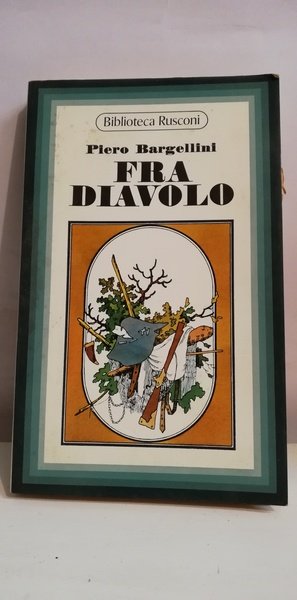 Biblioteca Rusconi
Piero Bargellini
FRA
DIAVOLO